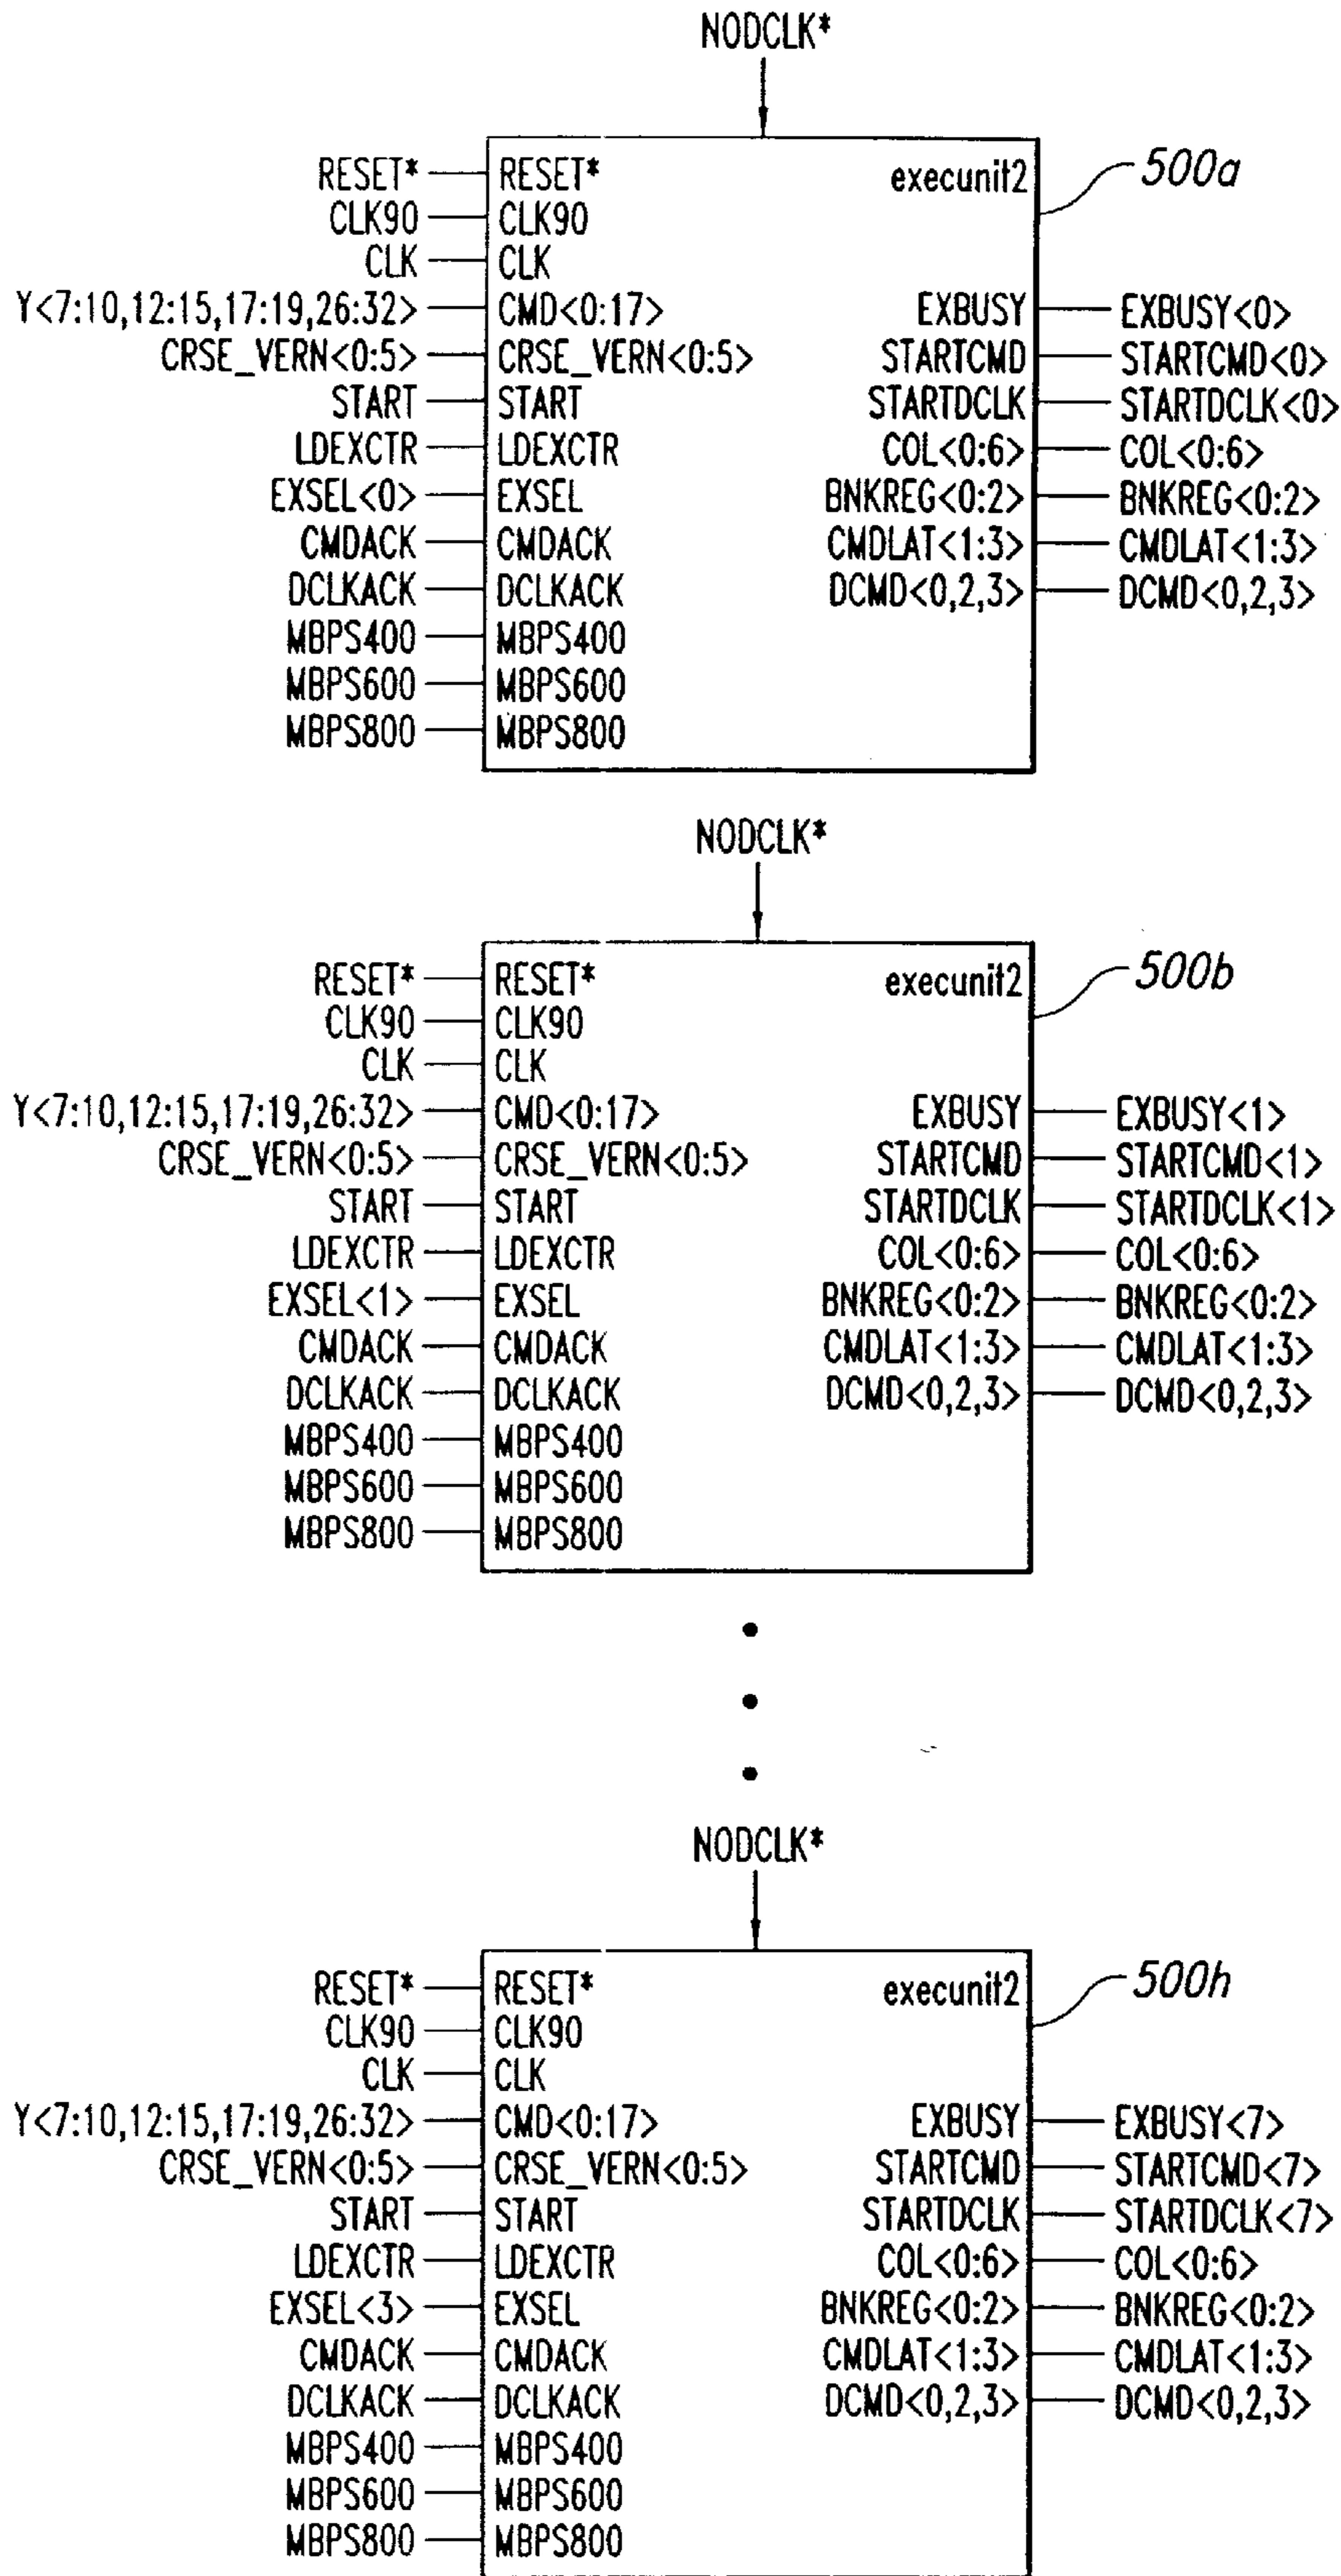 NODCLK*
RESET* RESET* execunit2 500a
CLK90 CLK90
CLK CLK
Y<7:10,12:15,17:19,26:32> CMD<0:17> EXBUSY EXBUSY<0>
CRSE_VERN<0:5> CRSE_VERN<0:5> STARTCMD STARTCMD<0>
START START STARTDCLK STARTDCLK<0>
LDEXCTR LDEXCTR COL<0:6> COL<0:6>
EXSEL<0> EXSEL BNKREG<0:2> BNKREG<0:2>
CMDACK CMDACK CMDLAT<1:3> CMDLAT<1:3>
DCLKACK DCLKACK DCMD<0,2,3> DCMD<0,2,3>
MBPS400 MBPS400
MBPS600 MBPS600
MBPS800 MBPS800
NODCLK*
RESET* RESET* execunit2 500b
CLK90 CLK90
CLK CLK
Y<7:10,12:15,17:19,26:32> CMD<0:17> EXBUSY EXBUSY<1>
CRSE_VERN<0:5> CRSE_VERN<0:5> STARTCMD STARTCMD<1>
START START STARTDCLK STARTDCLK<1>
LDEXCTR LDEXCTR COL<0:6> COL<0:6>
EXSEL<1> EXSEL BNKREG<0:2> BNKREG<0:2>
CMDACK CMDACK CMDLAT<1:3> CMDLAT<1:3>
DCLKACK DCLKACK DCMD<0,2,3> DCMD<0,2,3>
MBPS400 MBPS400
MBPS600 MBPS600
MBPS800 MBPS800
NODCLK*
RESET* RESET* execunit2 500h
CLK90 CLK90
CLK CLK
Y<7:10,12:15,17:19,26:32> CMD<0:17> EXBUSY EXBUSY<7>
CRSE_VERN<0:5> CRSE_VERN<0:5> STARTCMD STARTCMD<7>
START START STARTDCLK STARTDCLK<7>
LDEXCTR LDEXCTR COL<0:6> COL<0:6>
EXSEL<3> EXSEL BNKREG<0:2> BNKREG<0:2>
CMDACK CMDACK CMDLAT<1:3> CMDLAT<1:3>
DCLKACK DCLKACK DCMD<0,2,3> DCMD<0,2,3>
MBPS400 MBPS400
MBPS600 MBPS600
MBPS800 MBPS800